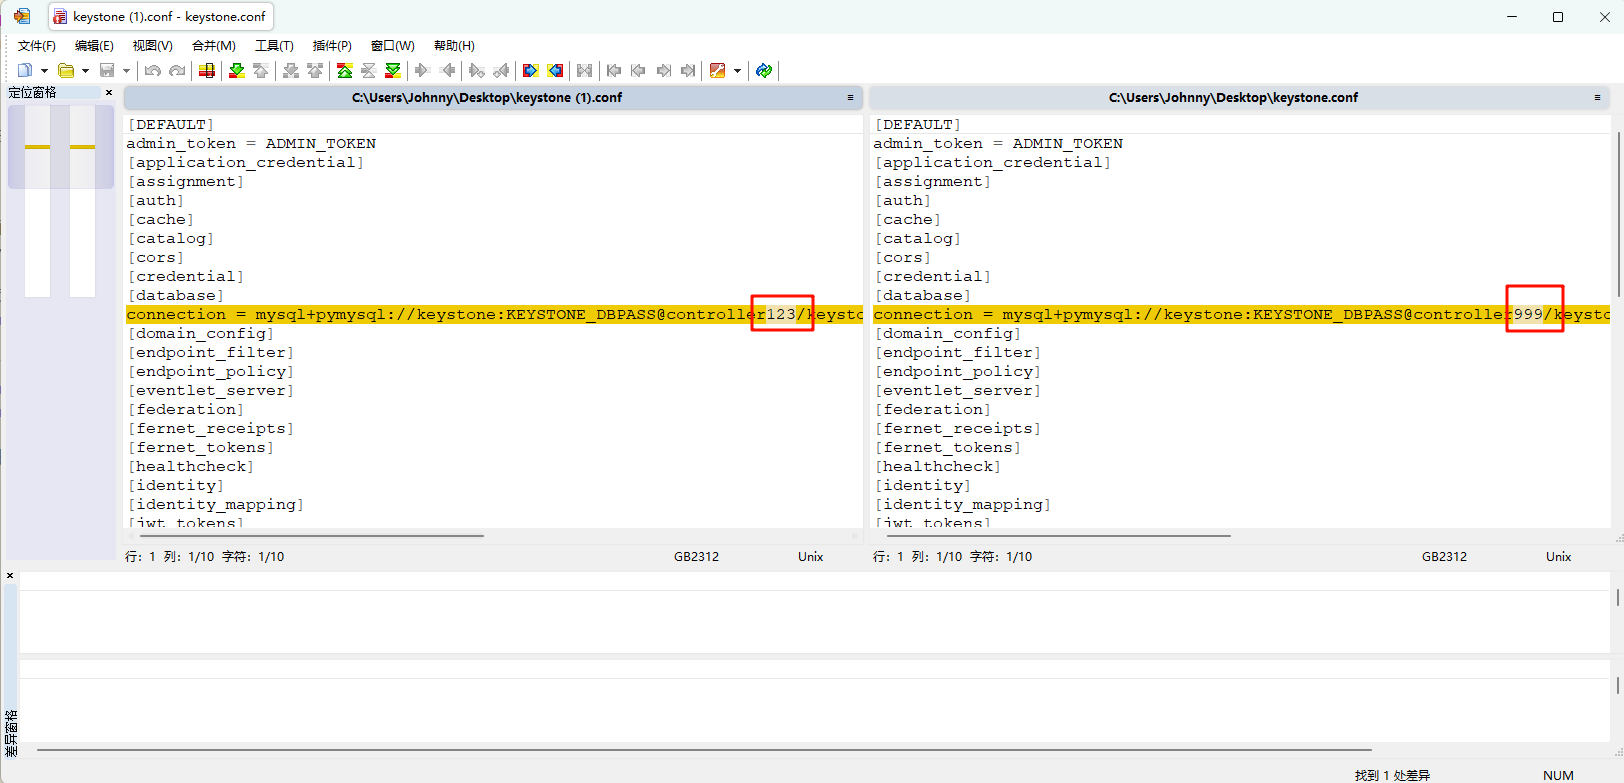 keystone (1).conf - keystone.conf
文件(F) 编辑(E) 视图(V) 合并(M) 工具(T) 插件(P) 窗口(W) 帮助(H)
定位窗格
C:\Users\Johnny\Desktop\keystone (1).conf
[DEFAULT]
admin_token = ADMIN_TOKEN
[application_credential]
[assignment]
[auth]
[cache]
[catalog]
[cors]
[credential]
[database]
connection = mysql+pymysql://keystone:KEYSTONE_DBPASS@controller123/keysto
[domain_config]
[endpoint_filter]
[endpoint_policy]
[eventlet_server]
[federation]
[fernet_receipts]
[fernet_tokens]
[healthcheck]
[identity]
[identity_mapping]
[jwt_tokens]
行: 1 列: 1/10 字符: 1/10 GB2312 Unix
C:\Users\Johnny\Desktop\keystone.conf
[DEFAULT]
admin_token = ADMIN_TOKEN
[application_credential]
[assignment]
[auth]
[cache]
[catalog]
[cors]
[credential]
[database]
connection = mysql+pymysql://keystone:KEYSTONE_DBPASS@controller999/keysto
[domain_config]
[endpoint_filter]
[endpoint_policy]
[eventlet_server]
[federation]
[fernet_receipts]
[fernet_tokens]
[healthcheck]
[identity]
[identity_mapping]
[jwt_tokens]
行: 1 列: 1/10 字符: 1/10 GB2312 Unix
差异窗格
找到 1 处差异 NUM